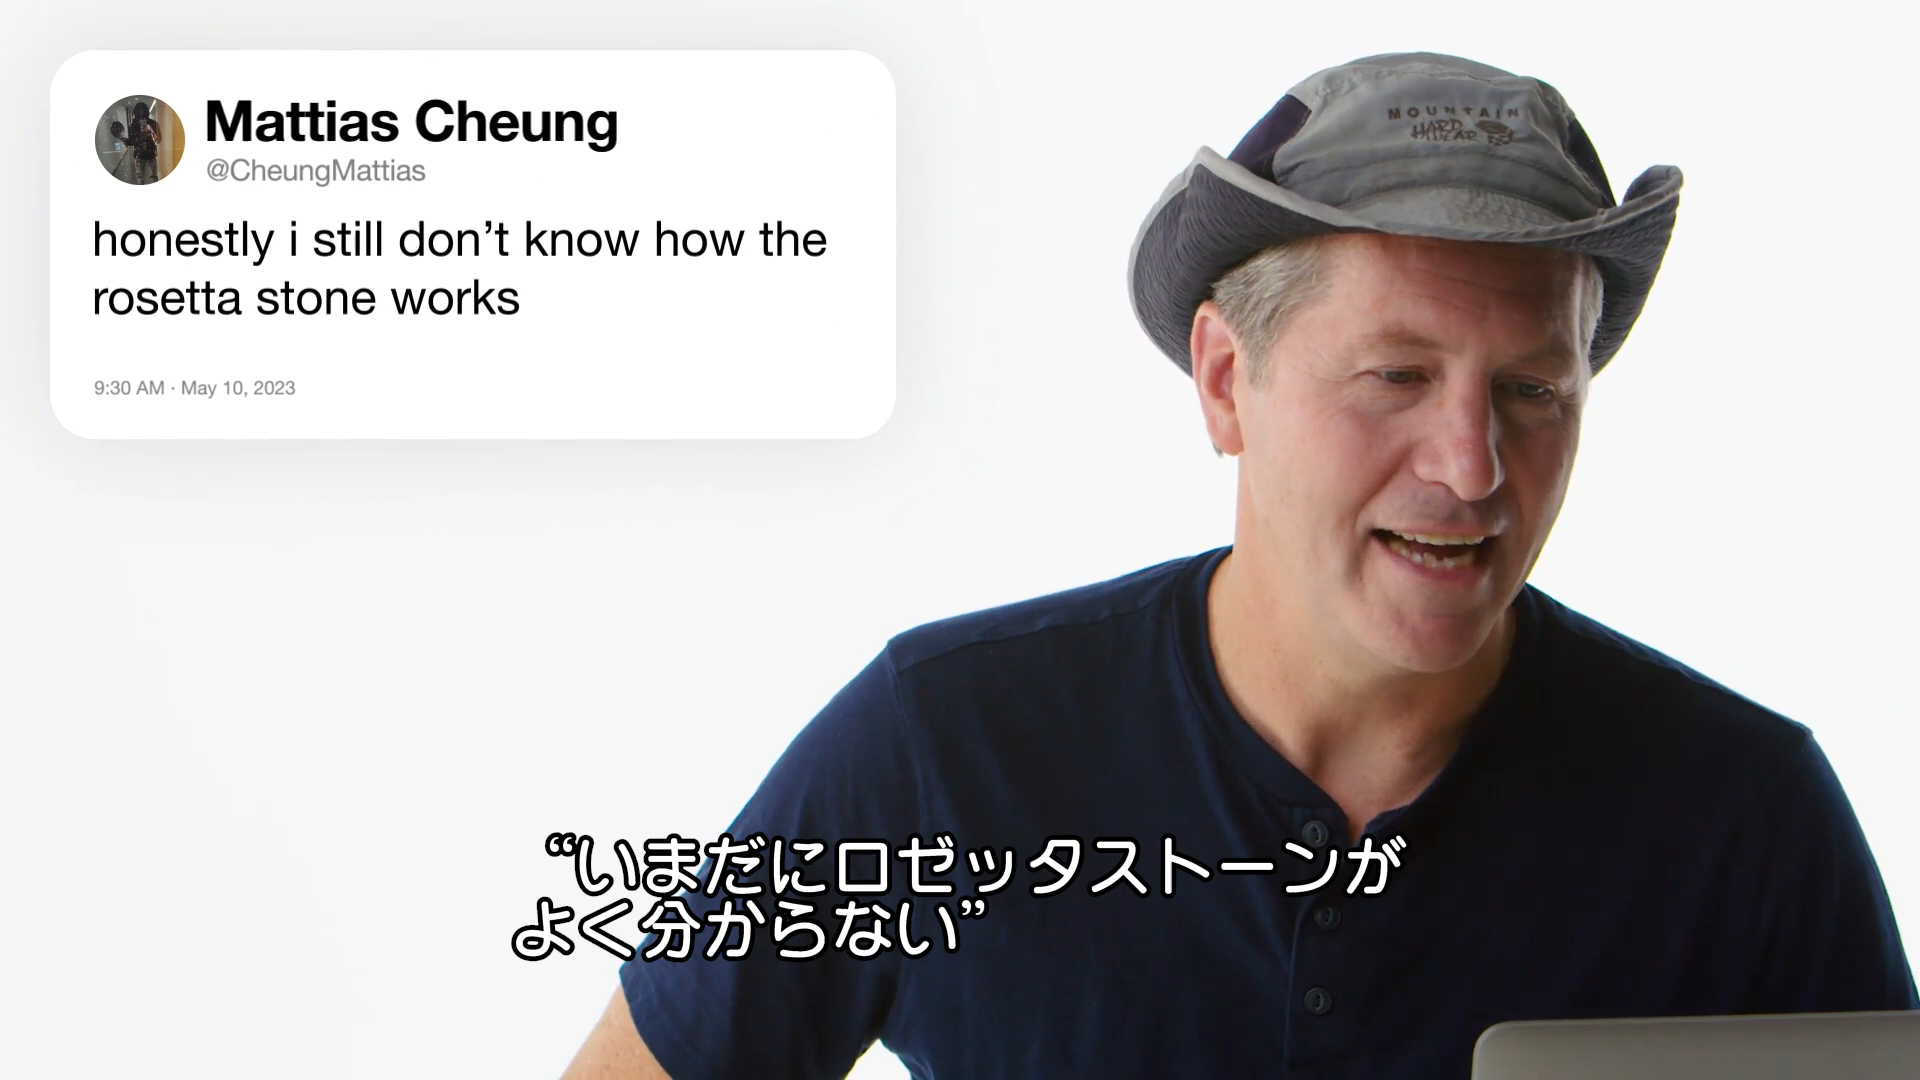 Mattias Cheung
@CheungMattias
honestly i still don’t know how the
rosetta stone works
9:30 AM · May 10, 2023
MOUNTAIN
HARD
WEAR
“いまだにロゼッタストーンが
よく分からない”